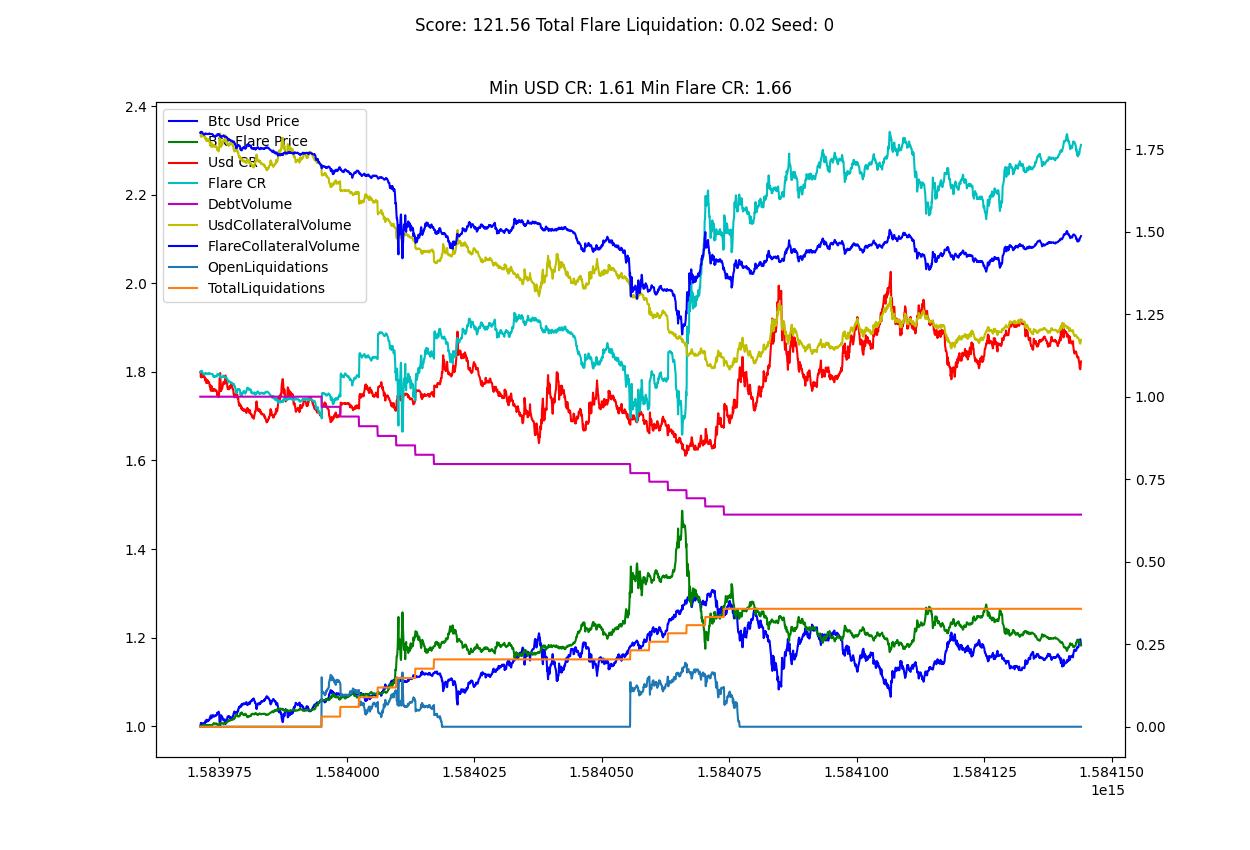 Score: 121.56 Total Flare Liquidation: 0.02 Seed: 0
Min USD CR: 1.61 Min Flare CR: 1.66
Btc Usd Price
Btc Flare Price
Usd CR
Flare CR
DebtVolume
UsdCollateralVolume
FlareCollateralVolume
OpenLiquidations
TotalLiquidations
2.4
2.2
2.0
1.8
1.6
1.4
1.2
1.0
1.75
1.50
1.25
1.00
0.75
0.50
0.25
0.00
1.583975 1.584000 1.584025 1.584050 1.584075 1.584100 1.584125 1.584150
1e15